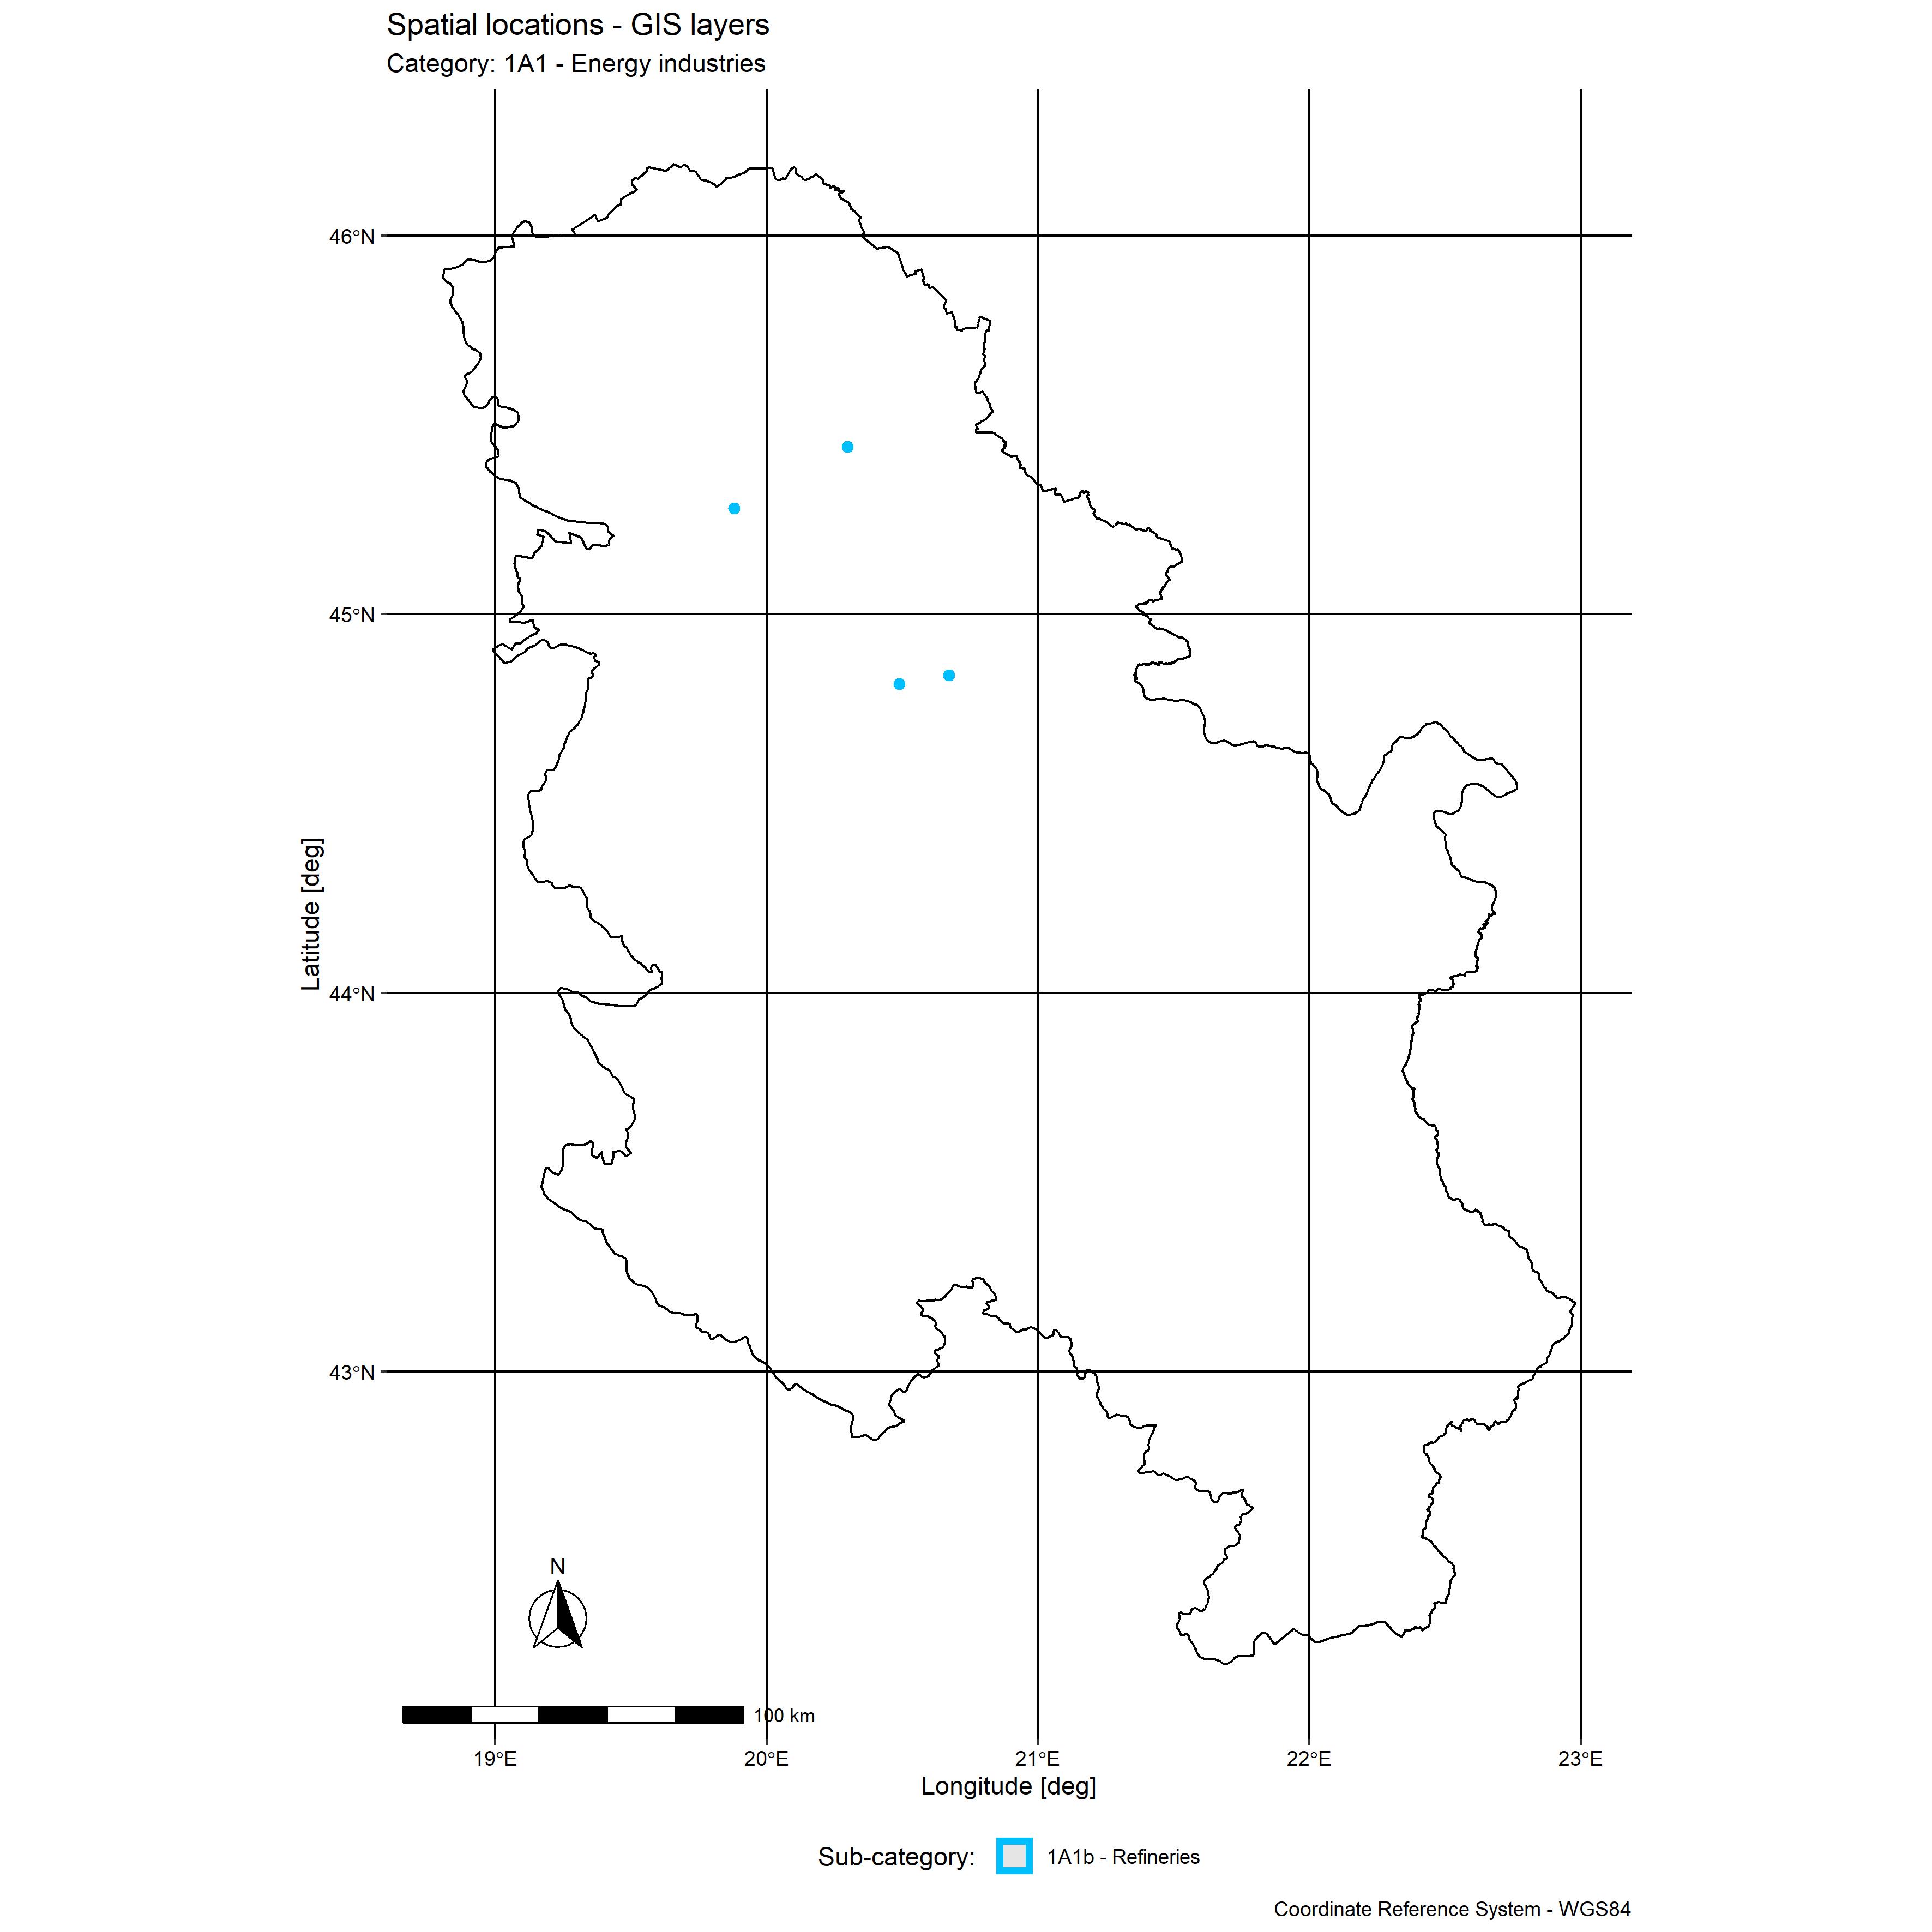 Spatial locations - GIS layers
Category: 1A1 - Energy industries
46°N
45°N
44°N
43°N
Latitude [deg]
N
100 km
19°E 20°E 21°E 22°E 23°E
Longitude [deg]
Sub-category: 1A1b - Refineries
Coordinate Reference System - WGS84